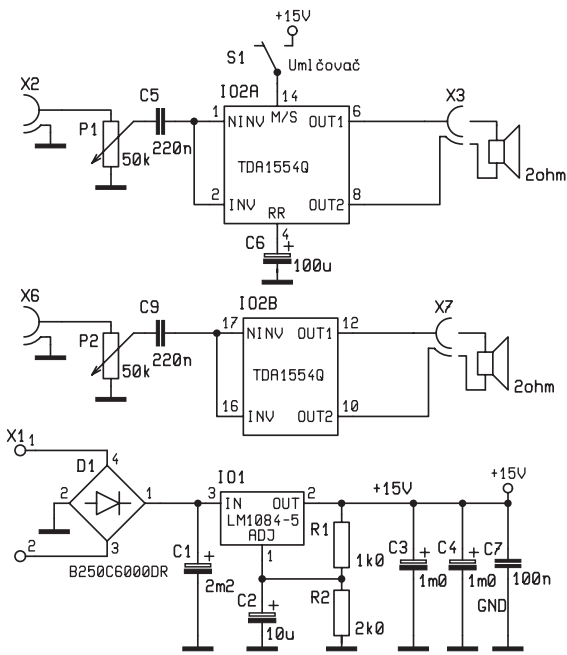 +15V
S1
Umlčovač
X2
C5
IO2A
14
X3
P1
1
NINV
M/S
OUT1
6
50k
220n
TDA1554Q
2ohm
2
INV
OUT2
8
RR
4
C6
+
100u
X6
C9
IO2B
X7
P2
17
NINV
OUT1
12
50k
220n
TDA1554Q
2ohm
16
INV
OUT2
10
X1
1
D1
4
IO1
+15V
2
1
3
IN
OUT
2
+15V
LM1084-5
ADJ
R1
3
1
C1
+
1k0
C3
+
C4
+
C7
2
B250C6000DR
2m2
C2
+
R2
1m0
1m0
100n
10u
2k0
GND